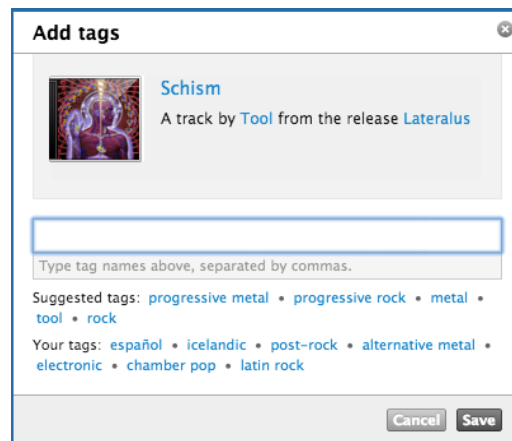 Add tags
Schism
A track by Tool from the release Lateralus
Type tag names above, separated by commas.
Suggested tags: progressive metal • progressive rock • metal •
tool • rock
Your tags: español • icelandic • post-rock • alternative metal •
electronic • chamber pop • latin rock
Cancel Save